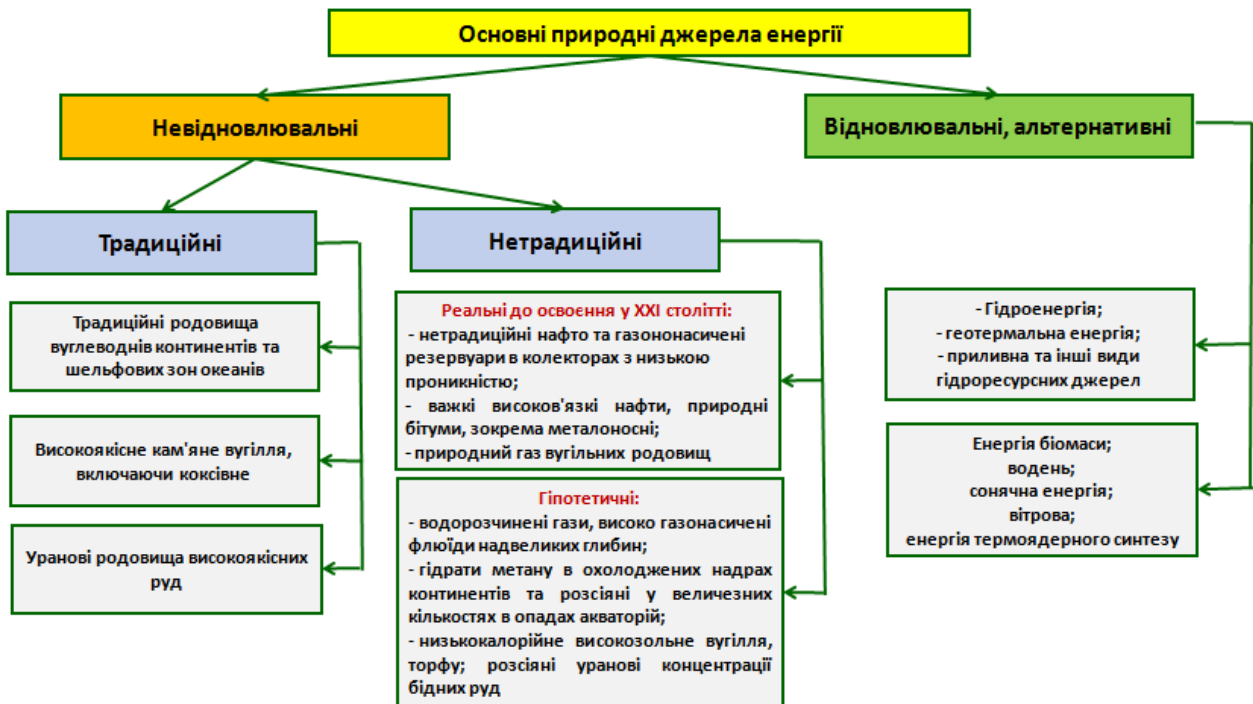 Основні природні джерела енергії
Невідновлювальні
Відновлювальні, альтернативні
Традиційні
Нетрадиційні
Традиційні родовища
вуглеводнів континентів та
шельфових зон океанів
Високоякісне кам'яне вугілля,
включаючи коксівне
Уранові родовища високоякісних
руд
Реальні до освоєння у XXI столітті:
- нетрадиційні нафто та газононасичені
резервуари в колекторах з низькою
проникністю;
- важкі високов'язкі нафти, природні
бітуми, зокрема металоносні;
- природний газ вугільних родовищ
Гіпотетичні:
- водорозчинені гази, високо газонасичені
флюїди надвеликих глибин;
- гідрати метану в охолоджених надрах
континентів та розсіяні у величезних
кількостях в опадах акваторій;
- низькокалорійне високозольне вугілля,
торфу; розсіяні уранові концентрації
бідних руд
- Гідроенергія;
- геотермальна енергія;
- приливна та інші види
гідроресурсних джерел
Енергія біомаси;
водень;
сонячна енергія;
вітрова;
енергія термоядерного синтезу